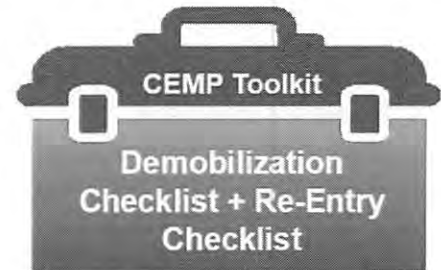 CEMP Toolkit
Demobilization
Checklist + Re-Entry
Checklist